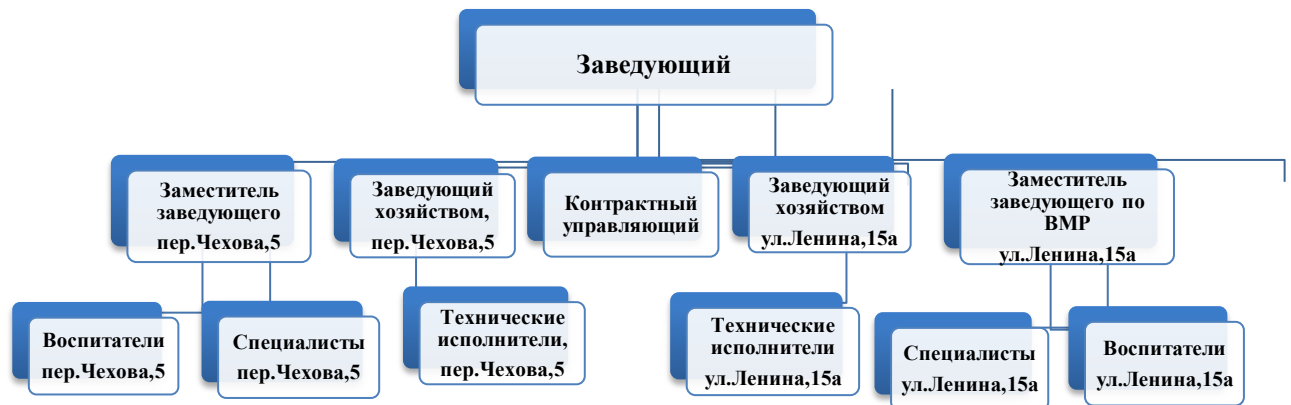 Заведующий
Заместитель
заведующего
пер.Чехова,5
Заведующий
хозяйством,
пер.Чехова,5
Контрактный
управляющий
Заведующий
хозяйством
ул.Ленина,15а
Заместитель
заведующего по
ВМР
ул.Ленина,15а
Воспитатели
пер.Чехова,5
Специалисты
пер.Чехова,5
Технические
исполнители,
пер.Чехова,5
Технические
исполнители
ул.Ленина,15а
Специалисты
ул.Ленина,15а
Воспитатели
ул.Ленина,15а